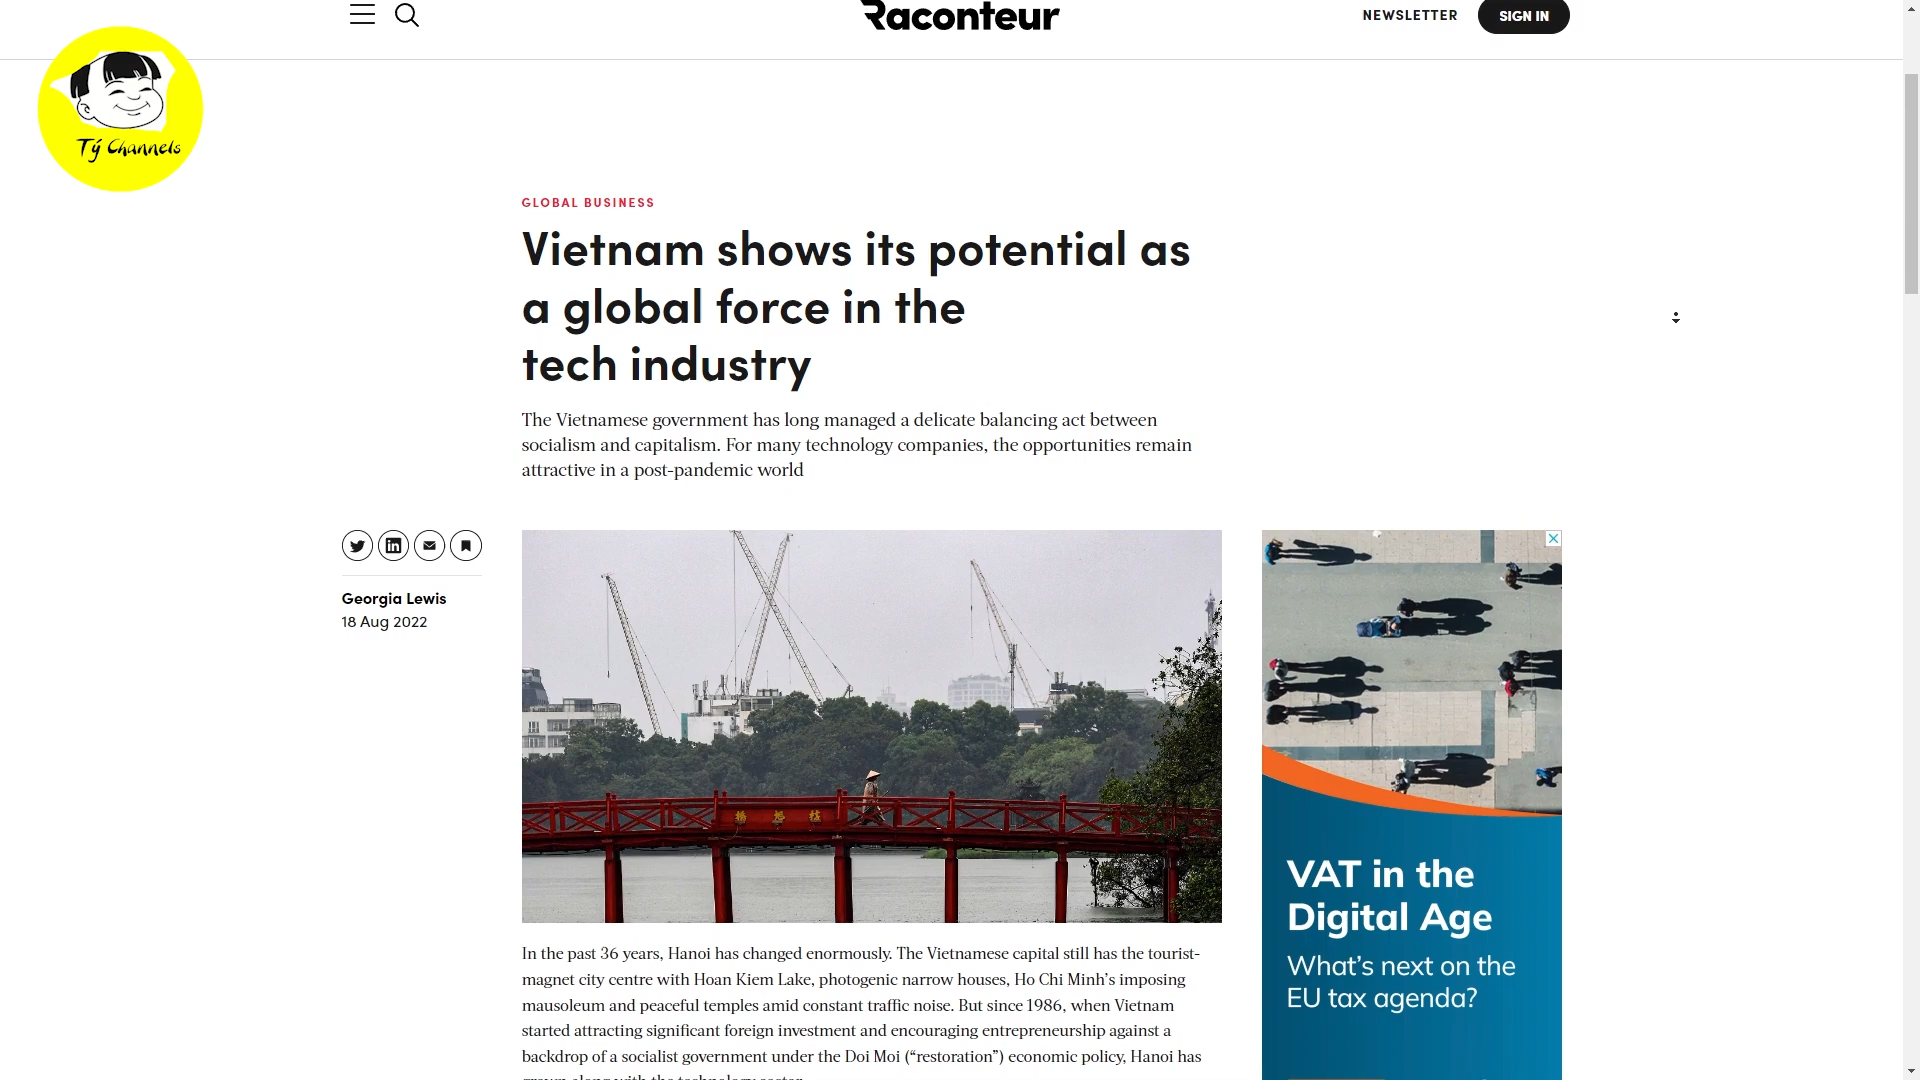 Raconteur
NEWSLETTER
SIGN IN
Tý Channels
GLOBAL BUSINESS
Vietnam shows its potential as
a global force in the
tech industry
The Vietnamese government has long managed a delicate balancing act between
socialism and capitalism. For many technology companies, the opportunities remain
attractive in a post-pandemic world
Georgia Lewis
18 Aug 2022
In the past 36 years, Hanoi has changed enormously. The Vietnamese capital still has the tourist-
magnet city centre with Hoan Kiem Lake, photogenic narrow houses, Ho Chi Minh’s imposing
mausoleum and peaceful temples amid constant traffic noise. But since 1986, when Vietnam
started attracting significant foreign investment and encouraging entrepreneurship against a
backdrop of a socialist government under the Doi Moi (“restoration”) economic policy, Hanoi has
VAT in the
Digital Age
What’s next on the
EU tax agenda?